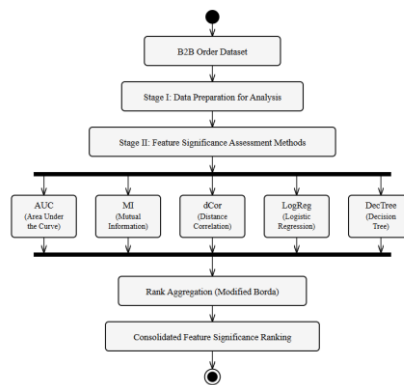 B2B Order Dataset
Stage I: Data Preparation for Analysis
Stage II: Feature Significance Assessment Methods
AUC
(Area Under
the Curve)
MI
(Mutual
Information)
dCor
(Distance
Correlation)
LogReg
(Logistic
Regression)
DecTree
(Decision
Tree)
Rank Aggregation (Modified Borda)
Consolidated Feature Significance Ranking